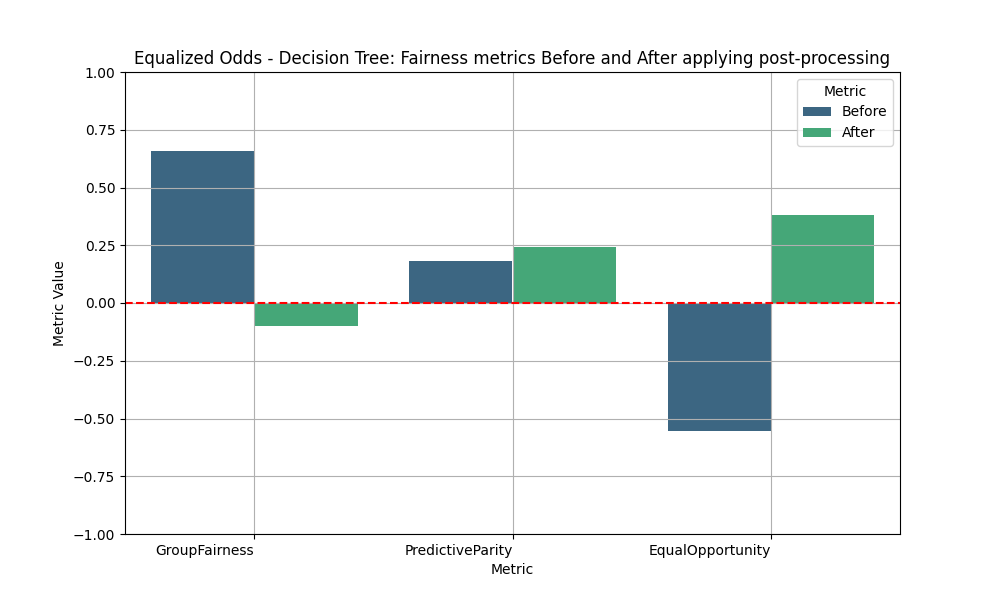 Equalized Odds - Decision Tree: Fairness metrics Before and After applying post-processing
Metric
Before
After
1.00
0.75
0.50
0.25
0.00
−0.25
−0.50
−0.75
−1.00
Metric Value
GroupFairness
PredictiveParity
EqualOpportunity
Metric